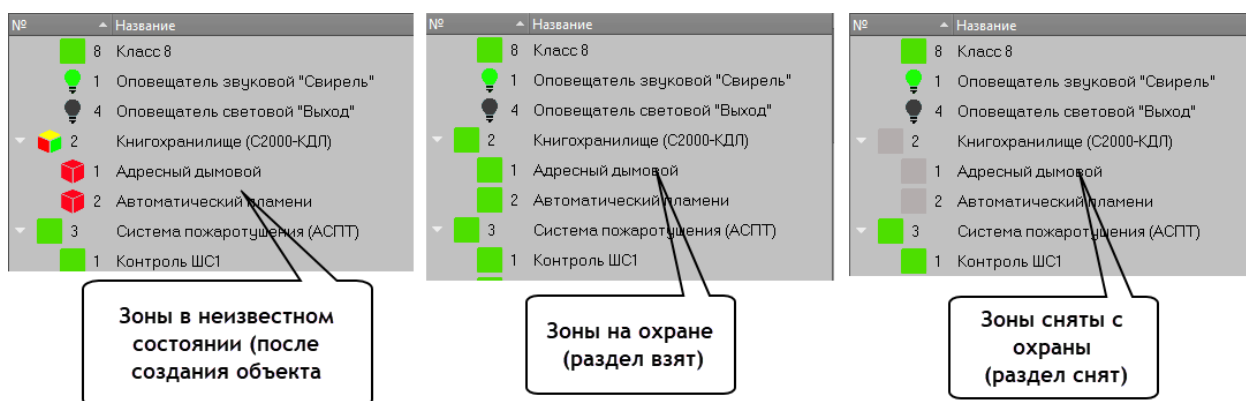 № Название
8 Класс 8
1 Оповещатель звуковой "Свирель"
4 Оповещатель световой "Выход"
2 Книгохранилище (С2000-КДЛ)
1 Адресный дымовой
2 Автоматический пламени
3 Система пожаротушения (АСПТ)
1 Контроль ШС1
Зоны в неизвестном
состоянии (после
создания объекта
№ Название
8 Класс 8
1 Оповещатель звуковой "Свирель"
4 Оповещатель световой "Выход"
2 Книгохранилище (С2000-КДЛ)
1 Адресный дымовой
2 Автоматический пламени
3 Система пожаротушения (АСПТ)
1 Контроль ШС1
Зоны на охране
(раздел взят)
№ Название
8 Класс 8
1 Оповещатель звуковой "Свирель"
4 Оповещатель световой "Выход"
2 Книгохранилище (С2000-КДЛ)
1 Адресный дымовой
2 Автоматический пламени
3 Система пожаротушения (АСПТ)
1 Контроль ШС1
Зоны сняты с
охраны
(раздел снят)